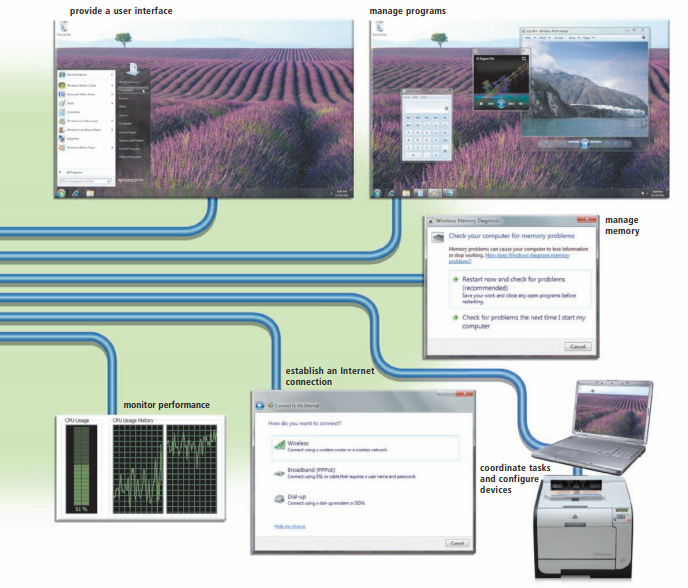 provide a user interface
manage programs
manage
memory
Windows Memory Diagnostic
Check your computer for memory problems
Memory problems can cause your computer to lose information
or stop working. How does Windows diagnose memory
problems?
Restart now and check for problems
(recommended)
Save your work and close any open programs before
restarting.
Check for problems the next time I start my
computer
Cancel
establish an Internet
connection
Connect to the Internet
How do you want to connect?
Wireless
Connect using a wireless router or a wireless network.
Broadband (PPPoE)
Connect using DSL or cable that requires a user name and password.
Dial-up
Connect using a dial-up modem or ISDN.
Help me choose
Cancel
monitor performance
CPU Usage
CPU Usage History
51 %
coordinate tasks
and configure
devices